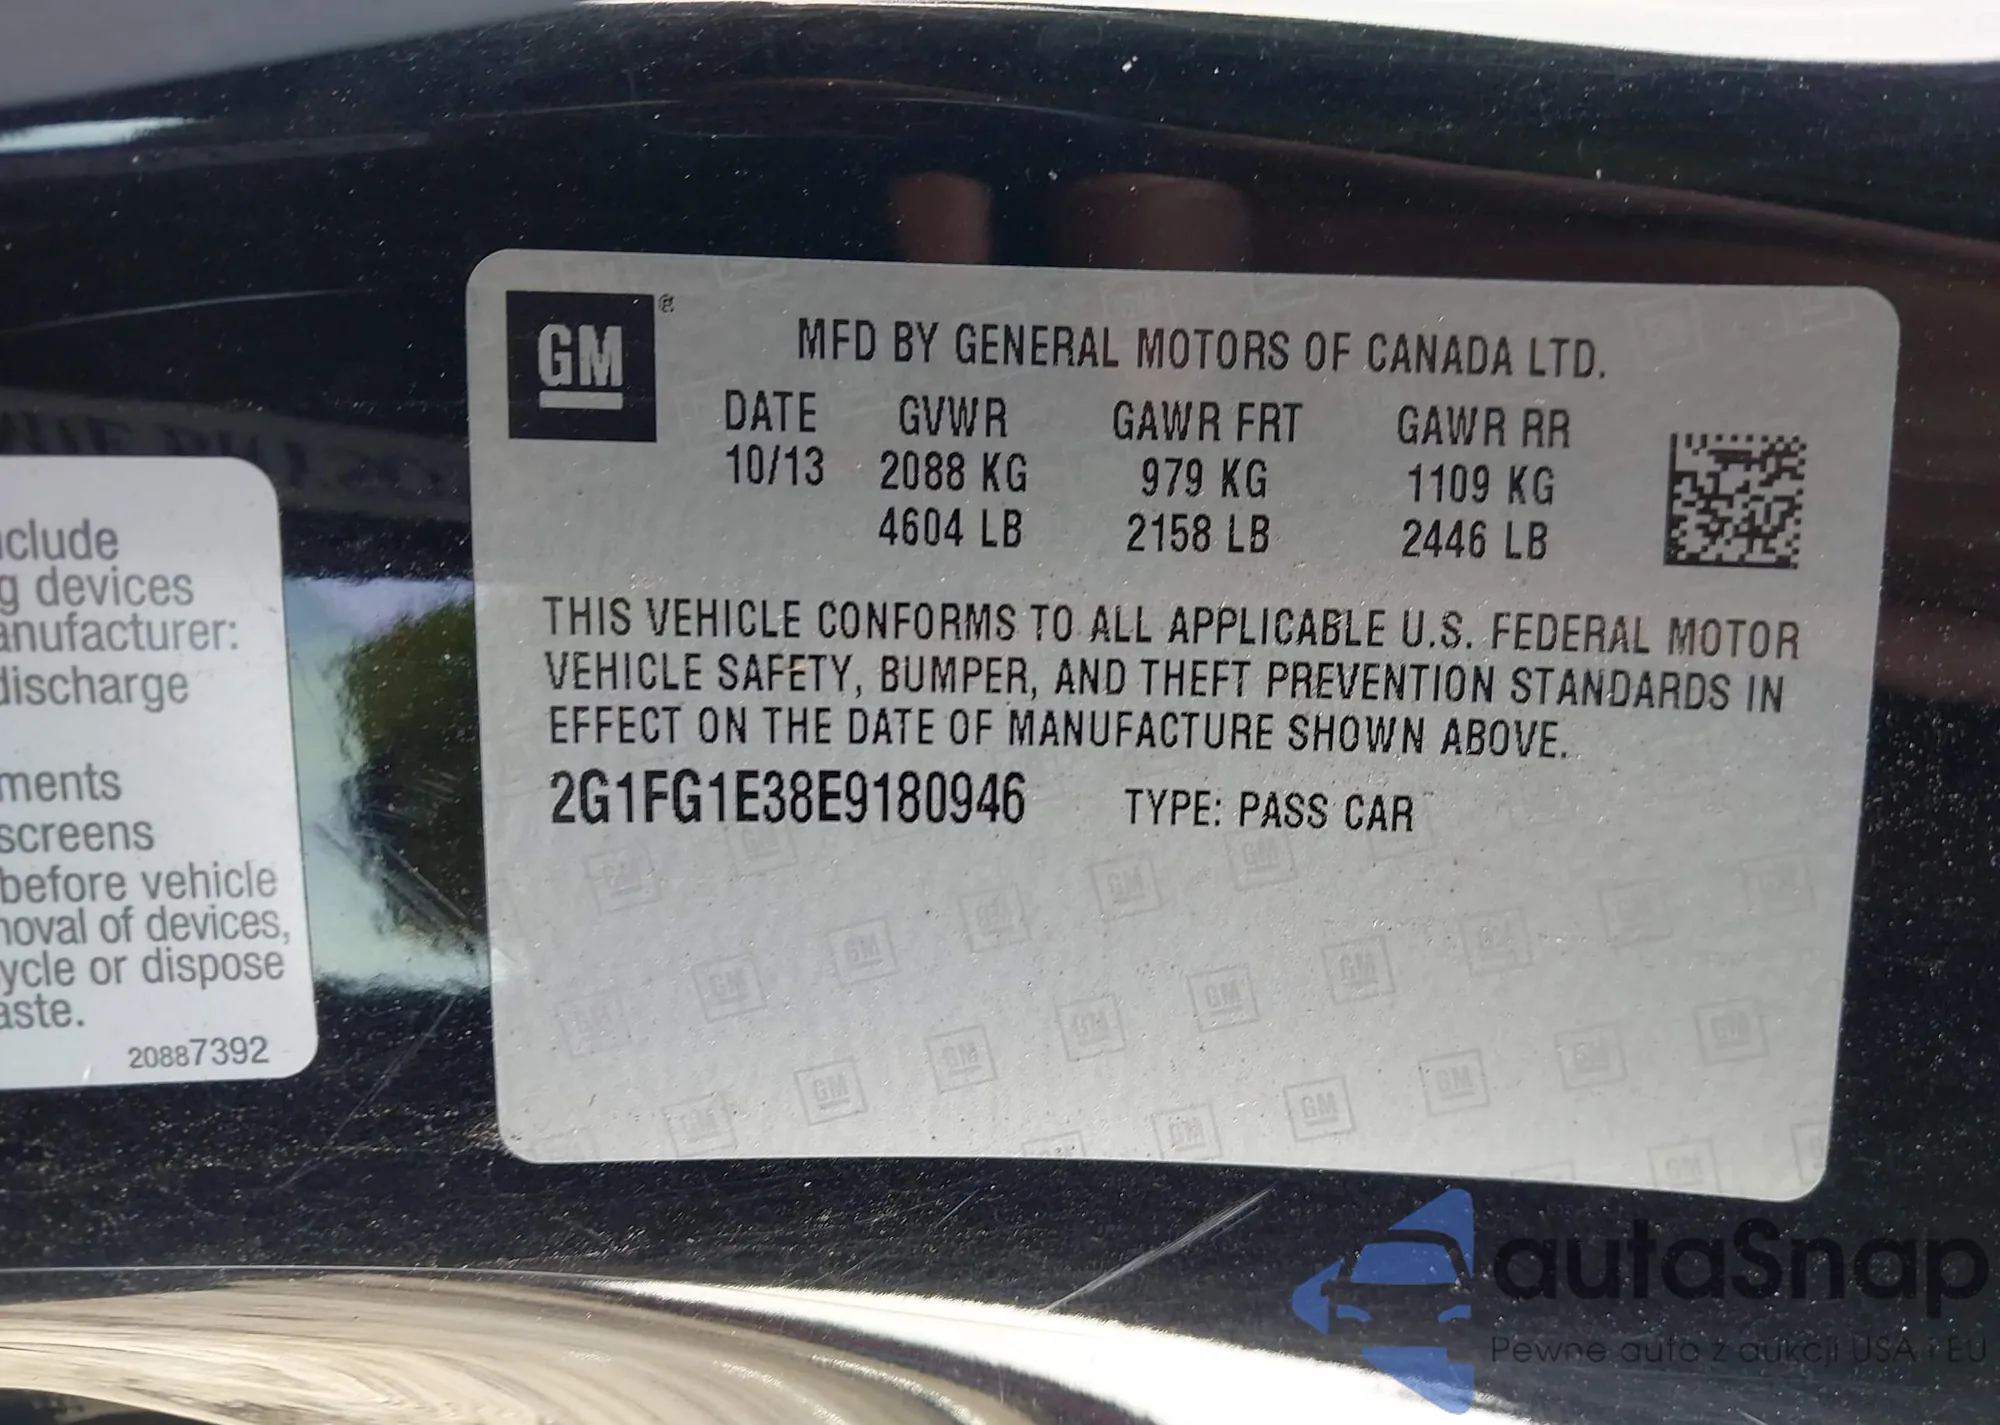 nclude
g devices
anufacturer:
discharge
ments
screens
before vehicle
noval of devices,
ycle or dispose
aste.
20887392
GM®
MFD BY GENERAL MOTORS OF CANADA LTD.
DATE GVWR GAWR FRT GAWR RR
10/13 2088 KG 979 KG 1109 KG
4604 LB 2158 LB 2446 LB
THIS VEHICLE CONFORMS TO ALL APPLICABLE U.S. FEDERAL MOTOR
VEHICLE SAFETY, BUMPER, AND THEFT PREVENTION STANDARDS IN
EFFECT ON THE DATE OF MANUFACTURE SHOWN ABOVE.
2G1FG1E38E9180946 TYPE: PASS CAR
autaSnap
Pewne auto z aukcji USA i EU